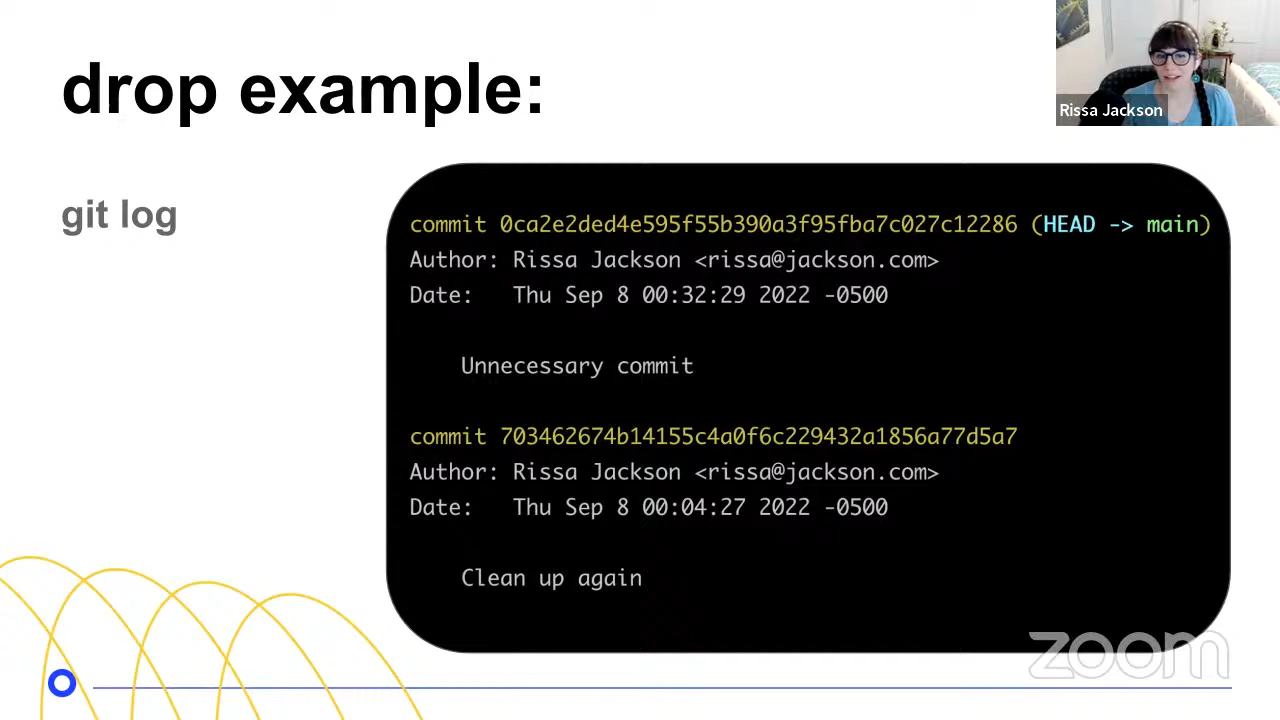 drop example:
Rissa Jackson
git log
commit 0ca2e2ded4e595f55b390a3f95fba7c027c12286 (HEAD -> main)
Author: Rissa Jackson <rissa@jackson.com>
Date:   Thu Sep 8 00:32:29 2022 -0500
Unnecessary commit
commit 703462674b14155c4a0f6c229432a1856a77d5a7
Author: Rissa Jackson <rissa@jackson.com>
Date:   Thu Sep 8 00:04:27 2022 -0500
Clean up again
zoom